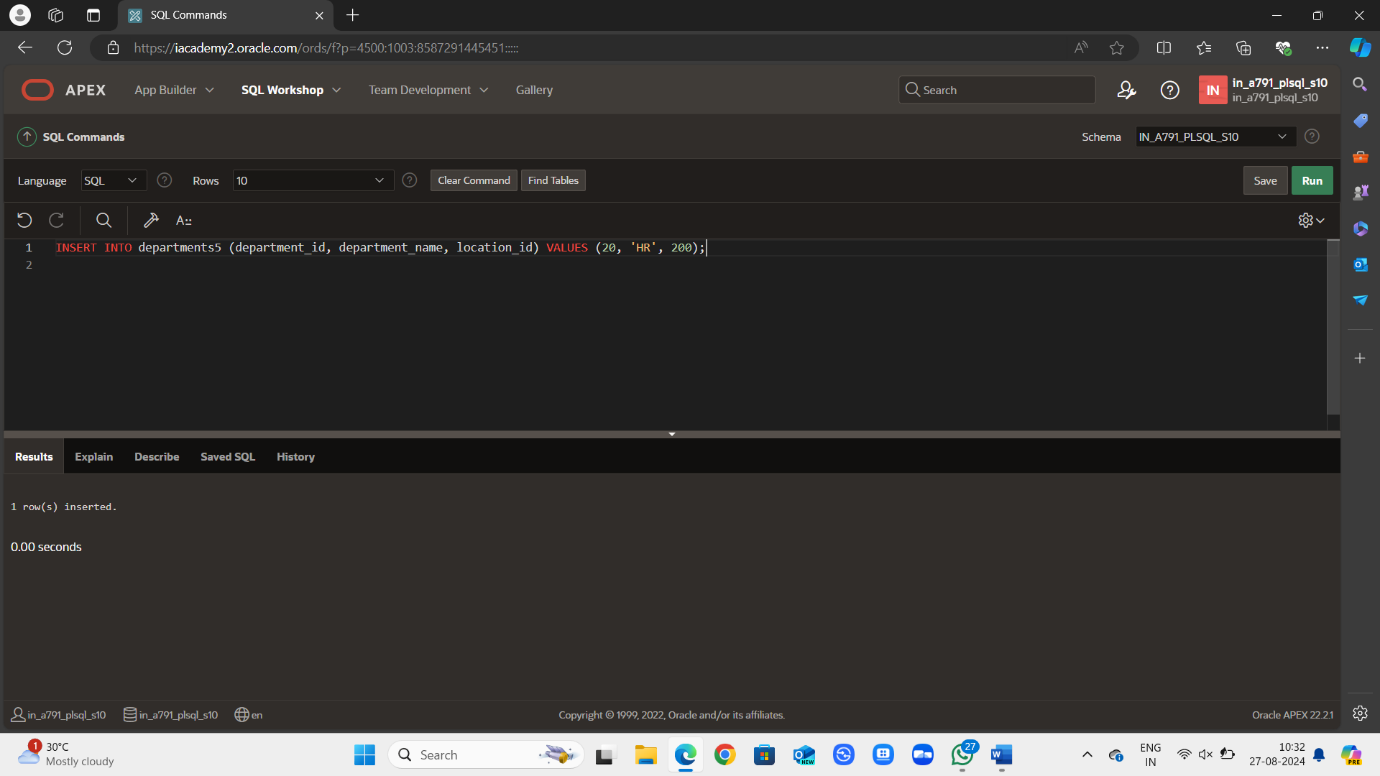 SQL Commands
https://iacademy2.oracle.com/ords/f?p=4500:1003:8587291445451:::::
APEX App Builder SQL Workshop Team Development Gallery Search IN in_a791_plsql_s10
in_a791_plsql_s10
SQL Commands Schema IN_A791_PLSQL_S10
Language SQL Rows 10 Clear Command Find Tables Save Run
A::
1 INSERT INTO departments5 (department_id, department_name, location_id) VALUES (20, 'HR', 200);
2
Results Explain Describe Saved SQL History
1 row(s) inserted.
0.00 seconds
in_a791_plsql_s10 in_a791_plsql_s10 en Copyright © 1999, 2022, Oracle and/or its affiliates. Oracle APEX 22.2.1
1 30°C
Mostly cloudy
Search
NEW
27
W
ENG
IN
10:32
27-08-2024
PRE